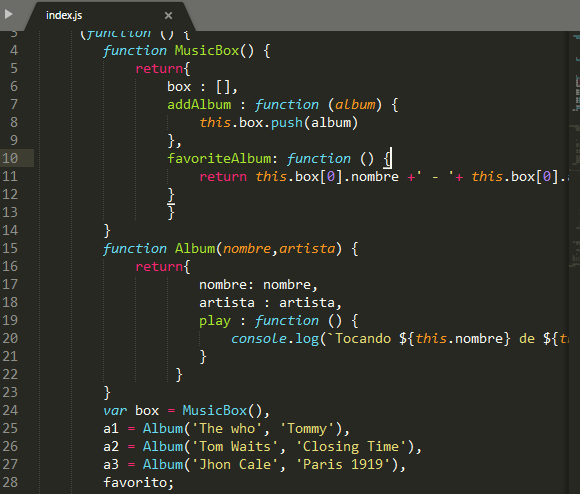 index.js ×
3 (function () {
4 function MusicBox() {
5 return{
6 box : [],
7 addAlbum : function (album) {
8 this.box.push(album)
9 },
10 favoriteAlbum: function () {
11 return this.box[0].nombre +' - '+ this.box[0].
12 }
13 }
14 }
15 function Album(nombre,artista) {
16 return{
17 nombre: nombre,
18 artista : artista,
19 play : function () {
20 console.log(`Tocando ${this.nombre} de ${
21 }
22 }
23 }
24 var box = MusicBox(),
25 a1 = Album('The who', 'Tommy'),
26 a2 = Album('Tom Waits', 'Closing Time'),
27 a3 = Album('Jhon Cale', 'Paris 1919'),
28 favorito;